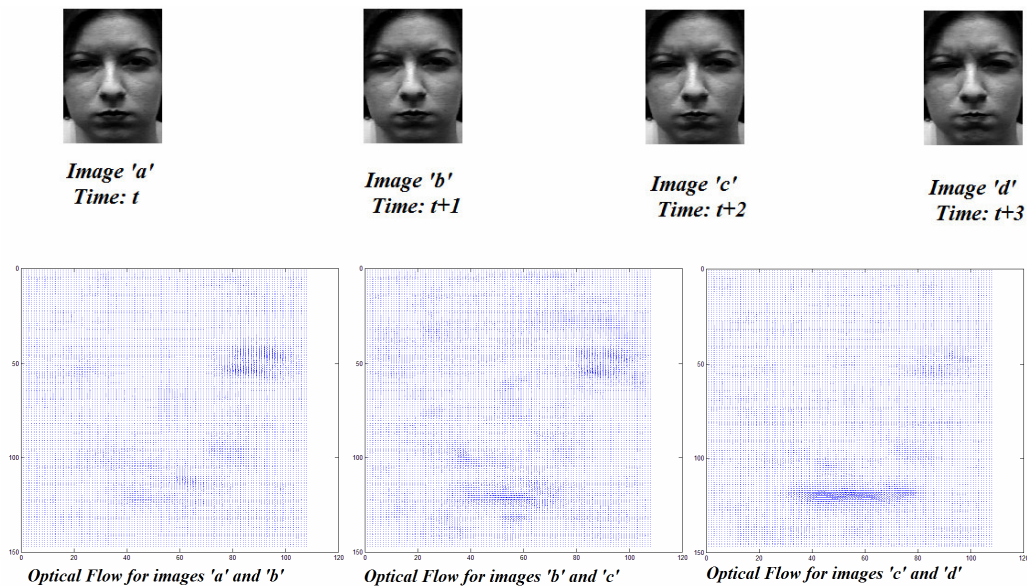 Image 'a'
Time: t
Image 'b'
Time: t+1
Image 'c'
Time: t+2
Image 'd'
Time: t+3
0
50
100
150
0 20 40 60 80 100 120
Optical Flow for images 'a' and 'b'
0
50
100
150
0 20 40 60 80 100 120
Optical Flow for images 'b' and 'c'
0
50
100
150
0 20 40 60 80 100 120
Optical Flow for images 'c' and 'd'